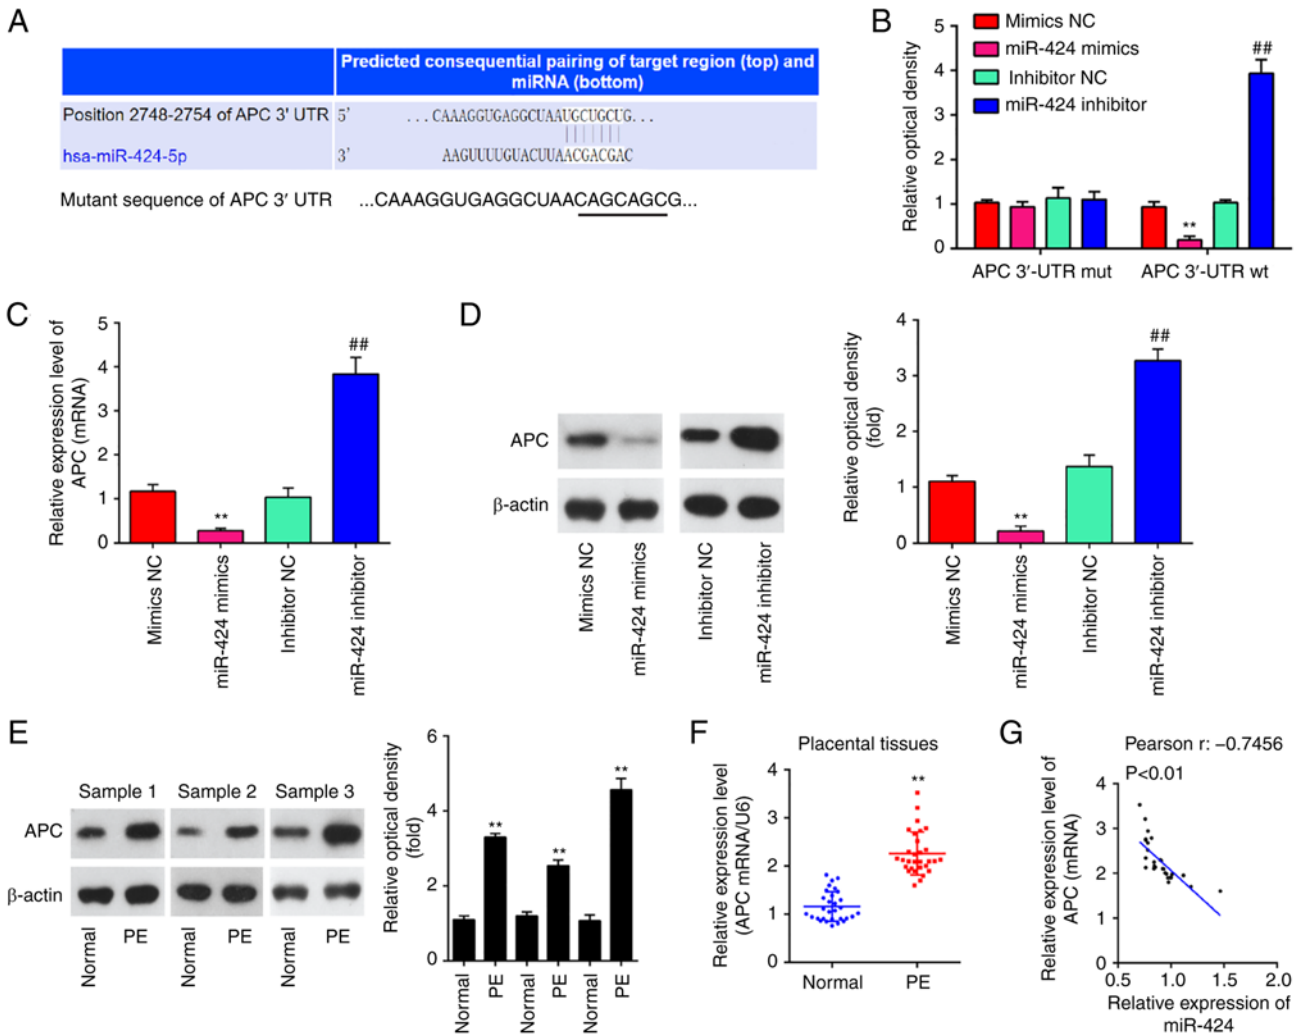 A
Predicted consequential pairing of target region (top) and
miRNA (bottom)
Position 2748-2754 of APC 3' UTR 5' ...CAAAGGUGAGGCUAAUGCUGCUG...
hsa-miR-424-5p 3' AAGUUUUGUACUUAACGACGAC
Mutant sequence of APC 3′ UTR ...CAAAGGUGAGGCUAACAGCAGCG...
B
Relative optical density
5
4
3
2
1
0
Mimics NC
miR-424 mimics
Inhibitor NC
miR-424 inhibitor
**
##
APC 3′-UTR mut APC 3′-UTR wt
C
Relative expression level of
APC (mRNA)
5
4
3
2
1
0
**
##
Mimics NC
miR-424 mimics
Inhibitor NC
miR-424 inhibitor
D
APC
β-actin
Mimics NC
miR-424 mimics
Inhibitor NC
miR-424 inhibitor
Relative optical density
(fold)
4
3
2
1
0
**
##
Mimics NC
miR-424 mimics
Inhibitor NC
miR-424 inhibitor
E
Sample 1 Sample 2 Sample 3
APC
β-actin
Normal PE Normal PE Normal PE
Relative optical density
(fold)
6
4
2
0
**
**
**
Normal PE Normal PE Normal PE
F
Placental tissues
Relative expression level
(APC mRNA/U6)
4
3
2
1
0
**
Normal PE
G
Pearson r: −0.7456
P<0.01
Relative expression level of
APC (mRNA)
4
3
2
1
0
0.5 1.0 1.5 2.0
Relative expression of
miR-424